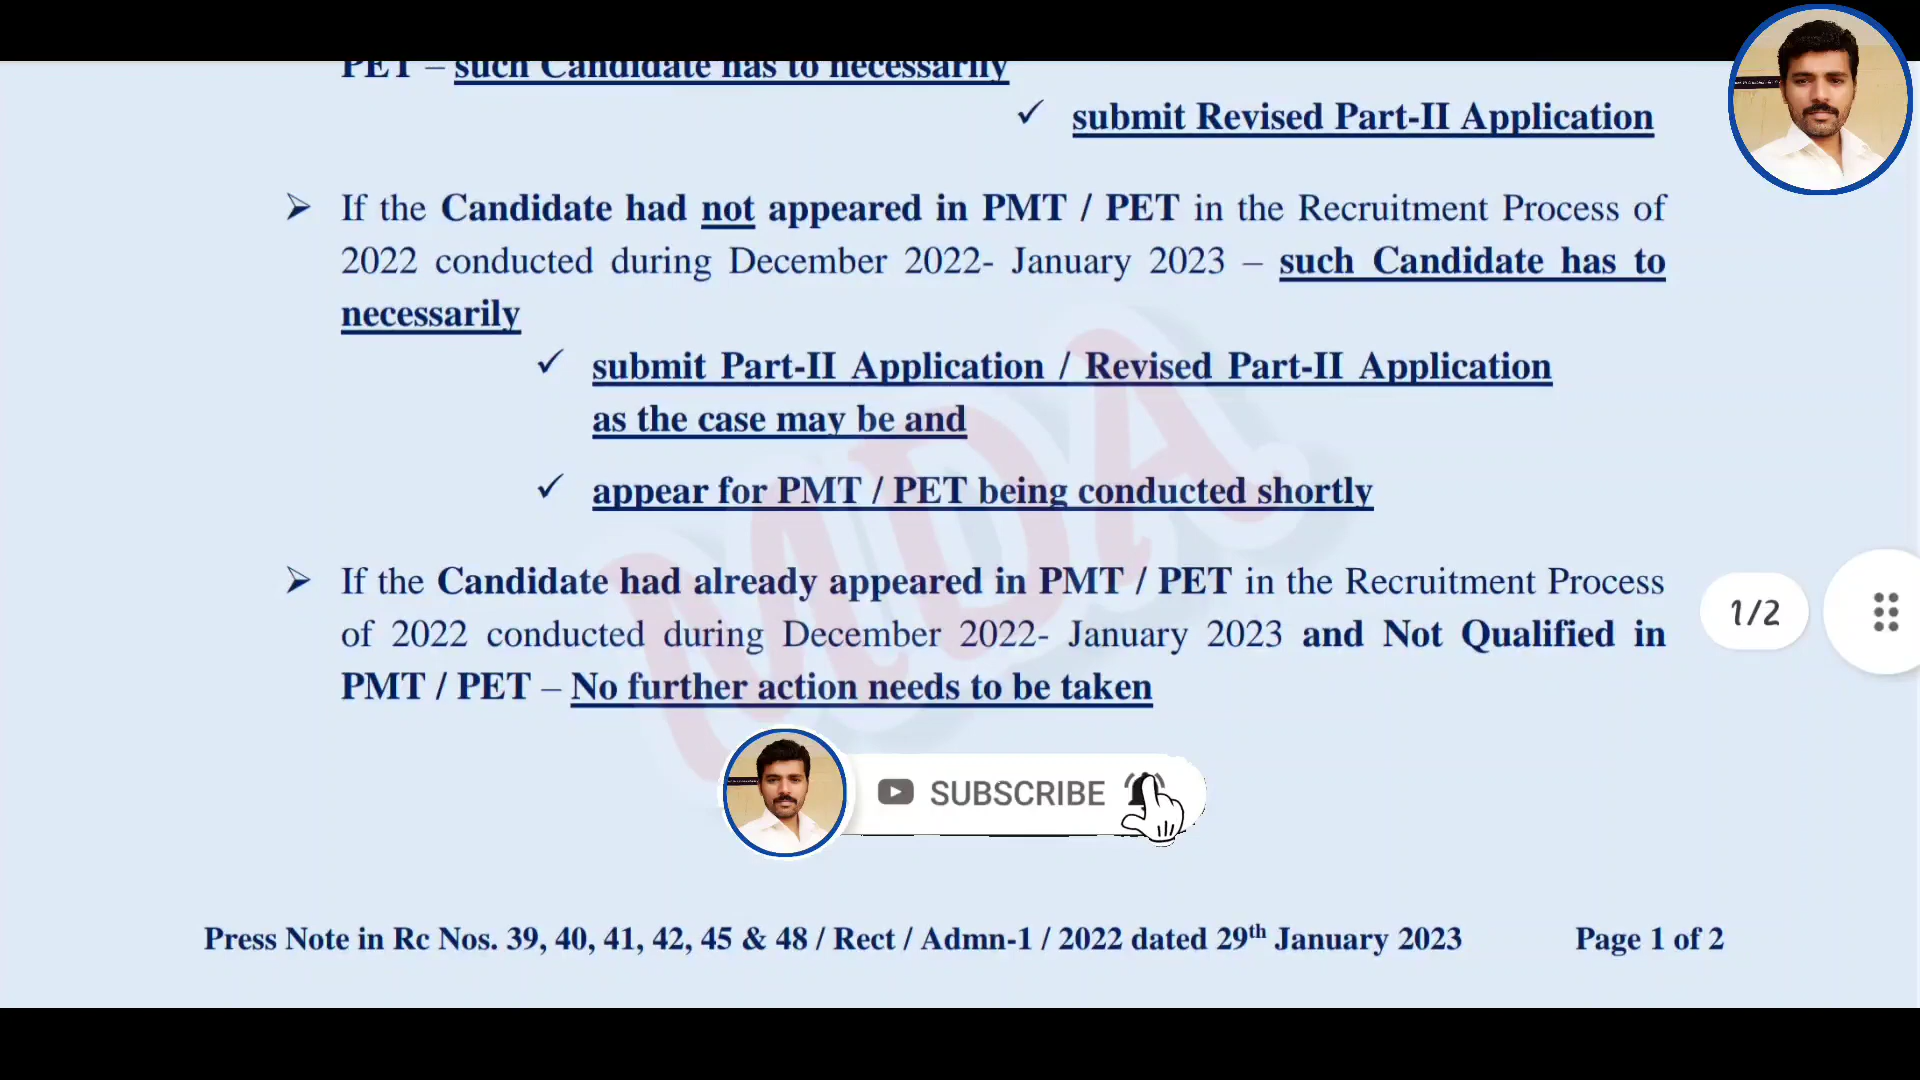 PET – such Candidate has to necessarily
✓ submit Revised Part-II Application
➢ If the Candidate had not appeared in PMT / PET in the Recruitment Process of
2022 conducted during December 2022- January 2023 – such Candidate has to
necessarily
✓ submit Part-II Application / Revised Part-II Application
as the case may be and
✓ appear for PMT / PET being conducted shortly
➢ If the Candidate had already appeared in PMT / PET in the Recruitment Process
of 2022 conducted during December 2022- January 2023 and Not Qualified in
PMT / PET – No further action needs to be taken
MDA
1/2
SUBSCRIBE
Press Note in Rc Nos. 39, 40, 41, 42, 45 & 48 / Rect / Admn-1 / 2022 dated 29th January 2023 Page 1 of 2